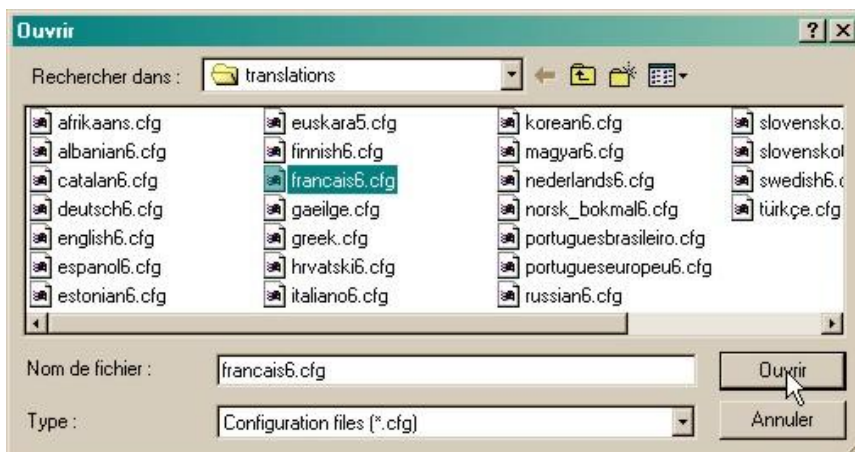 Ouvrir
Rechercher dans : translations
afrikaans.cfg
albanian6.cfg
catalan6.cfg
deutsch6.cfg
english6.cfg
espanol6.cfg
estonian6.cfg
euskara5.cfg
finnish6.cfg
francais6.cfg
gaeilge.cfg
greek.cfg
hrvatski6.cfg
italiano6.cfg
korean6.cfg
magyar6.cfg
nederlands6.cfg
norsk_bokmal6.cfg
portuguesbrasileiro.cfg
portugueseuropeu6.cfg
russian6.cfg
slovensko.
slovensko
swedish6.
türkçe.cfg
Nom de fichier : francais6.cfg Ouvrir
Type : Configuration files (*.cfg) Annuler